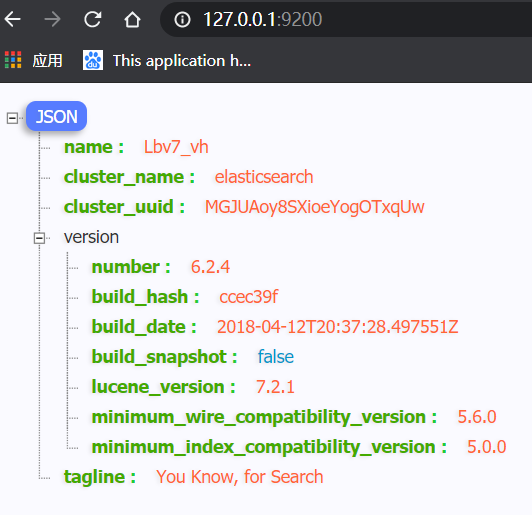 127.0.0.1:9200
应用 du This application h...
JSON
name : Lbv7_vh
cluster_name : elasticsearch
cluster_uuid : MGJUAoy8SXioeYogOTxqUw
version
number : 6.2.4
build_hash : ccec39f
build_date : 2018-04-12T20:37:28.497551Z
build_snapshot : false
lucene_version : 7.2.1
minimum_wire_compatibility_version : 5.6.0
minimum_index_compatibility_version : 5.0.0
tagline : You Know, for Search